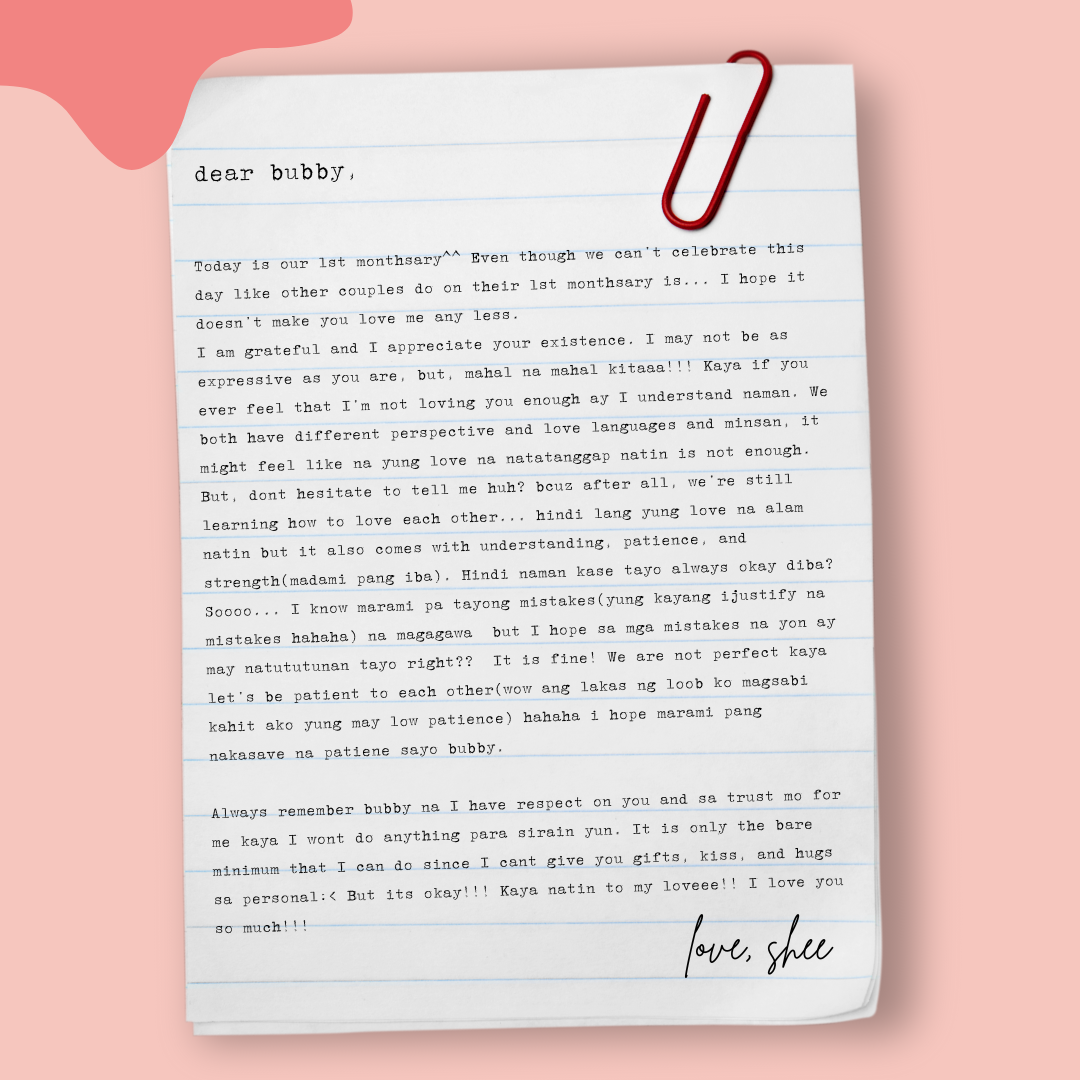 dear bubby,
Today is our 1st monthsary^^ Even though we can't celebrate this
day like other couples do on their 1st monthsary is... I hope it
doesn't make you love me any less.
I am grateful and I appreciate your existence. I may not be as
expressive as you are, but, mahal na mahal kitaaa!!! Kaya if you
ever feel that I'm not loving you enough ay I understand naman. We
both have different perspective and love languages and minsan, it
might feel like na yung love na natatanggap natin is not enough.
But, dont hesitate to tell me huh? bcuz after all, we're still
learning how to love each other... hindi lang yung love na alam
natin but it also comes with understanding, patience, and
strength(madami pang iba). Hindi naman kase tayo always okay diba?
Soooo... I know marami pa tayong mistakes(yung kayang ijustify na
mistakes hahaha) na magagawa  but I hope sa mga mistakes na yon ay
may natututunan tayo right??  It is fine! We are not perfect kaya
let's be patient to each other(wow ang lakas ng loob ko magsabi
kahit ako yung may low patience) hahaha i hope marami pang
nakasave na patiene sayo bubby.
Always remember bubby na I have respect on you and sa trust mo for
me kaya I wont do anything para sirain yun. It is only the bare
minimum that I can do since I cant give you gifts, kiss, and hugs
sa personal:< But its okay!!! Kaya natin to my loveee!! I love you
so much!!!
love, shee